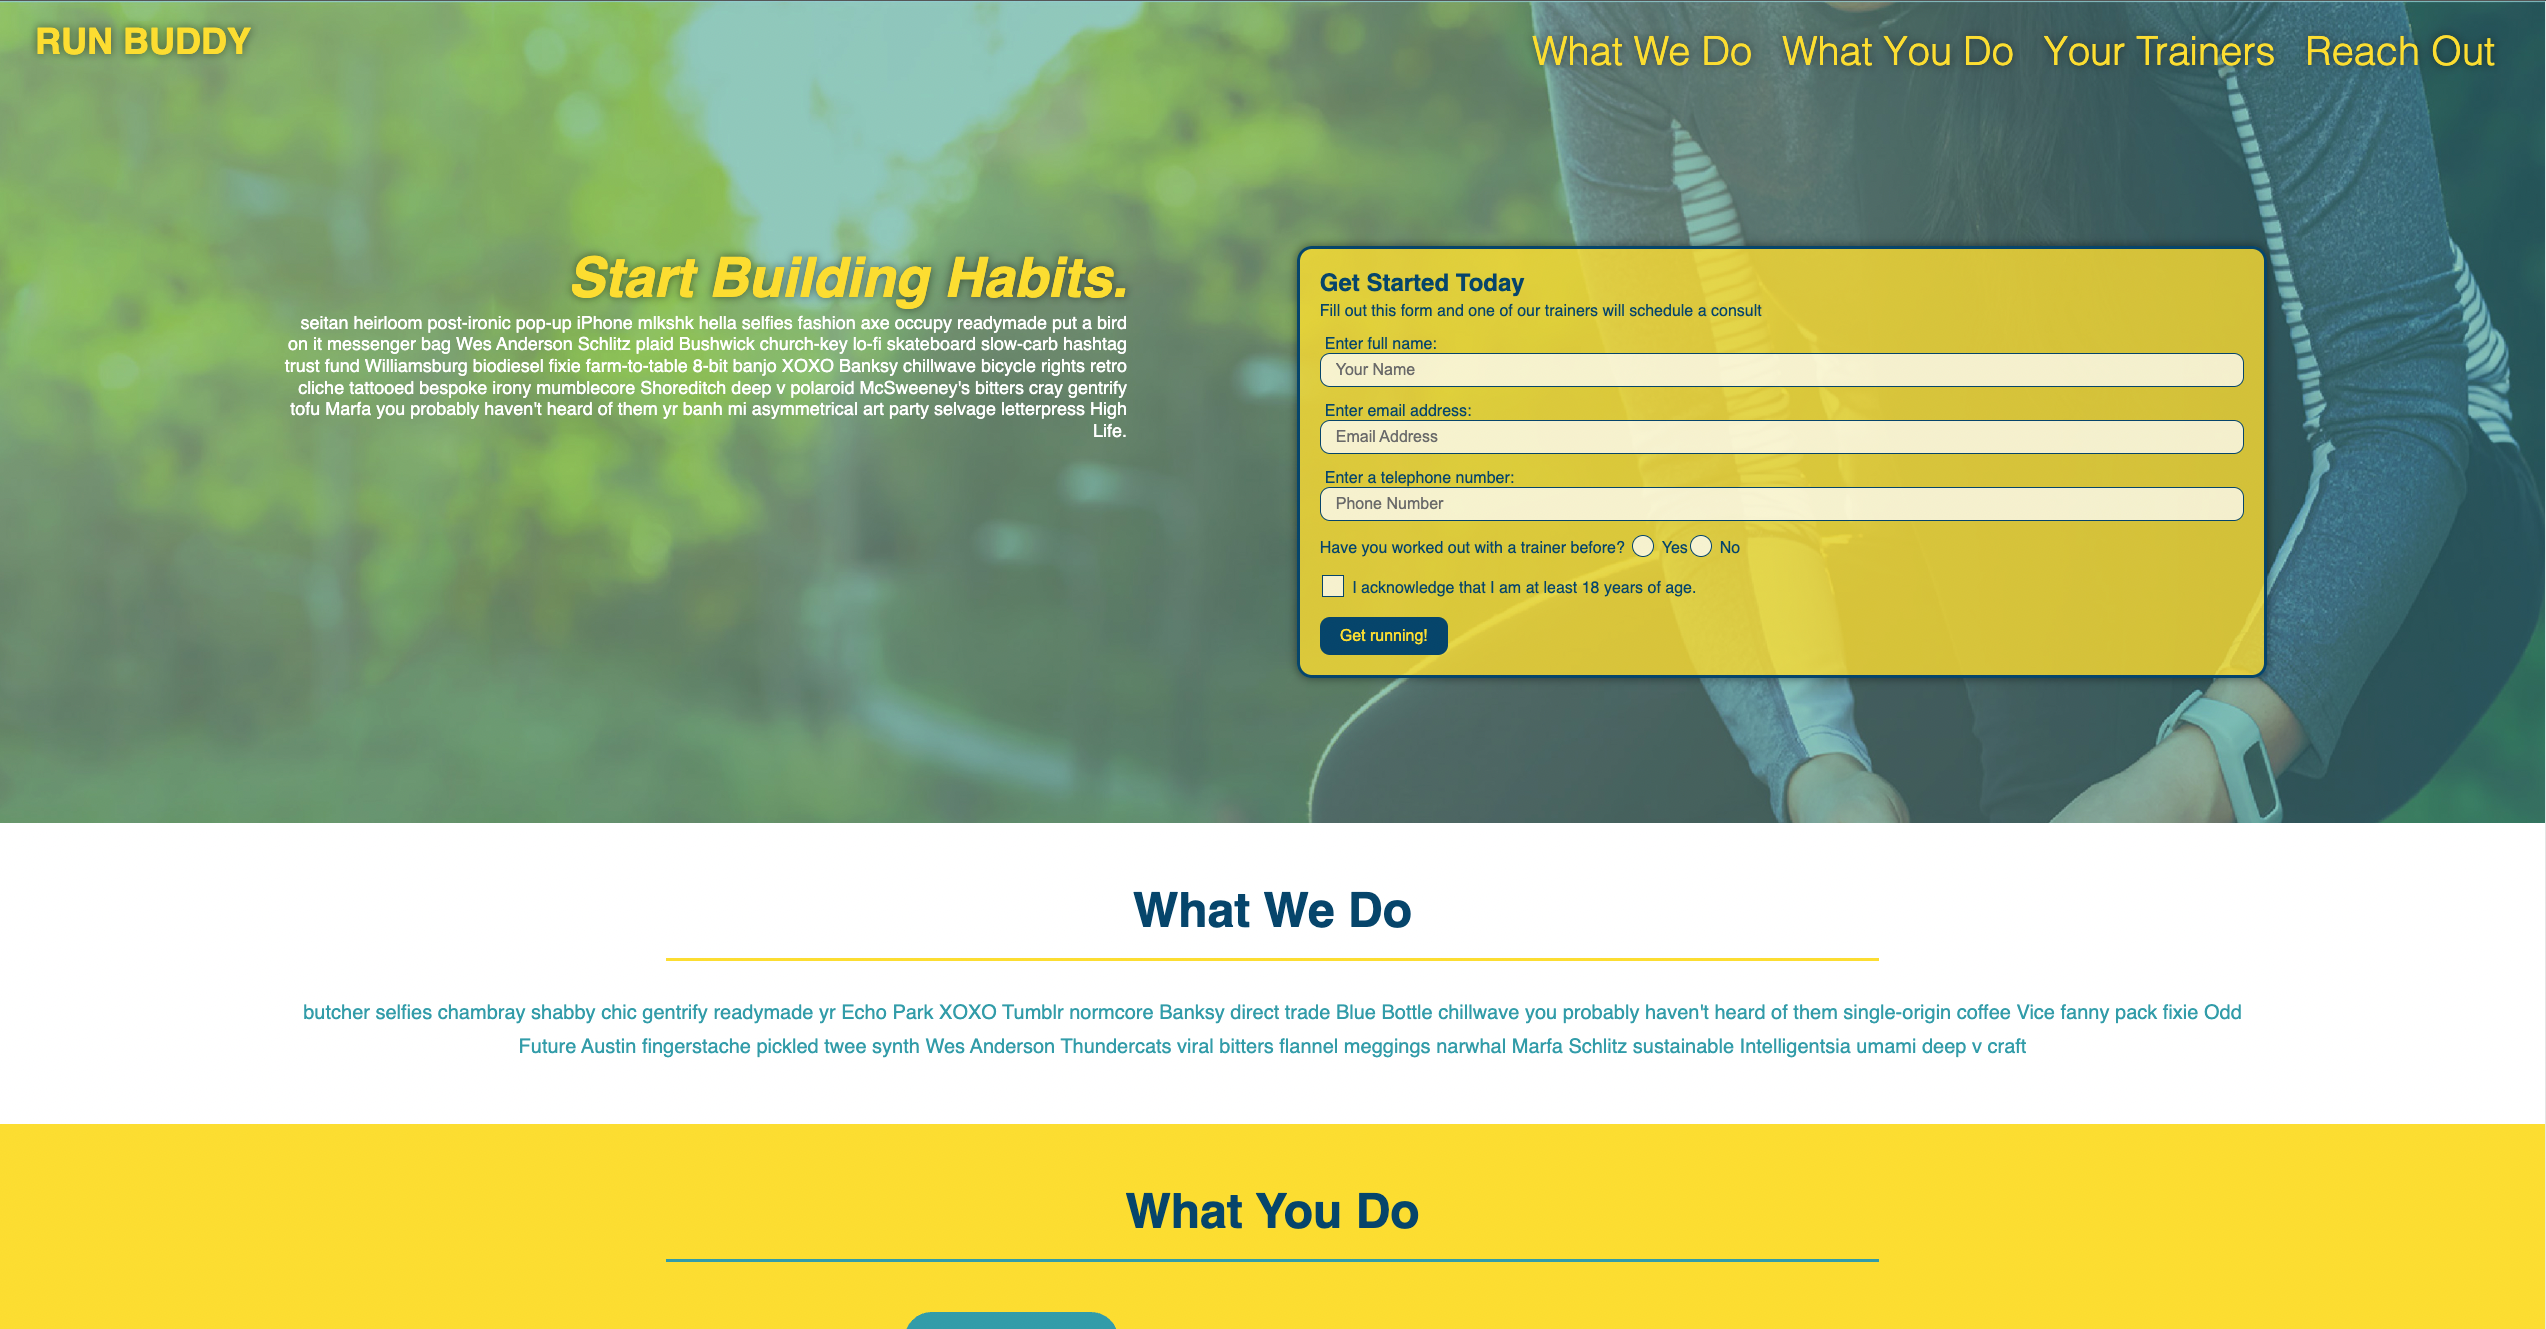 RUN BUDDY
What We Do What You Do Your Trainers Reach Out
Start Building Habits.
seitan heirloom post-ironic pop-up iPhone mlkshk hella selfies fashion axe occupy readymade put a bird
on it messenger bag Wes Anderson Schlitz plaid Bushwick church-key lo-fi skateboard slow-carb hashtag
trust fund Williamsburg biodiesel fixie farm-to-table 8-bit banjo XOXO Banksy chillwave bicycle rights retro
cliche tattooed bespoke irony mumblecore Shoreditch deep v polaroid McSweeney's bitters cray gentrify
tofu Marfa you probably haven't heard of them yr banh mi asymmetrical art party selvage letterpress High
Life.
Get Started Today
Fill out this form and one of our trainers will schedule a consult
Enter full name:
Your Name
Enter email address:
Email Address
Enter a telephone number:
Phone Number
Have you worked out with a trainer before? Yes No
I acknowledge that I am at least 18 years of age.
Get running!
What We Do
butcher selfies chambray shabby chic gentrify readymade yr Echo Park XOXO Tumblr normcore Banksy direct trade Blue Bottle chillwave you probably haven't heard of them single-origin coffee Vice fanny pack fixie Odd
Future Austin fingerstache pickled twee synth Wes Anderson Thundercats viral bitters flannel meggings narwhal Marfa Schlitz sustainable Intelligentsia umami deep v craft
What You Do